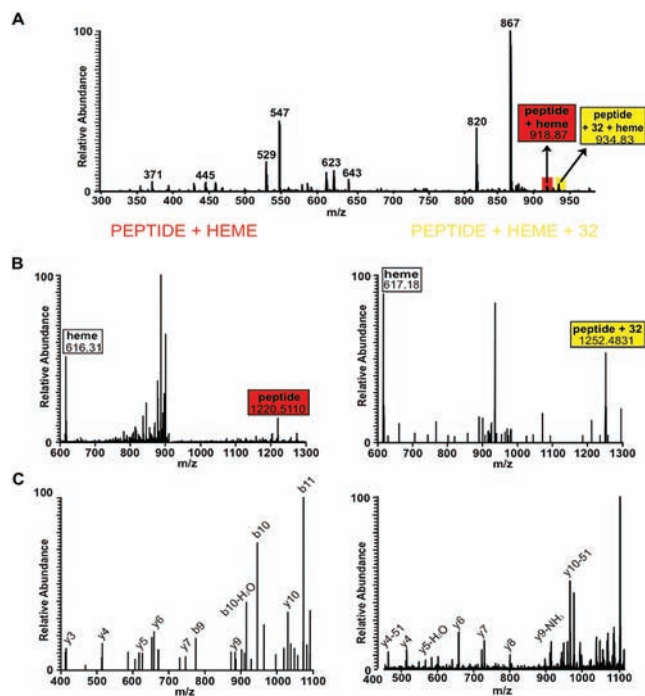 A
Relative Abundance
100
0
867
547
529
820
371
445
623
643
peptide
+ heme
918.87
peptide
+ 32 + heme
934.83
300 350 400 450 500 550 600 650 700 750 800 850 900 950
m/z
PEPTIDE + HEME
PEPTIDE + HEME + 32
B
Relative Abundance
100
0
heme
616.31
peptide
1220.5110
600 700 800 900 1000 1100 1200 1300
m/z
Relative Abundance
100
0
heme
617.18
peptide + 32
1252.4831
600 700 800 900 1000 1100 1200 1300
m/z
C
Relative Abundance
100
0
y3
y4
y5
y6
y7
b9
y9
b10-H₂O
b10
y10
b11
400 500 600 700 800 900 1000
m/z
Relative Abundance
100
0
y4-51
y4
y5-H₂O
y6
y7
y8
y9-NH₃
y10-51
400 500 600 700 800 900 1000 1100
m/z